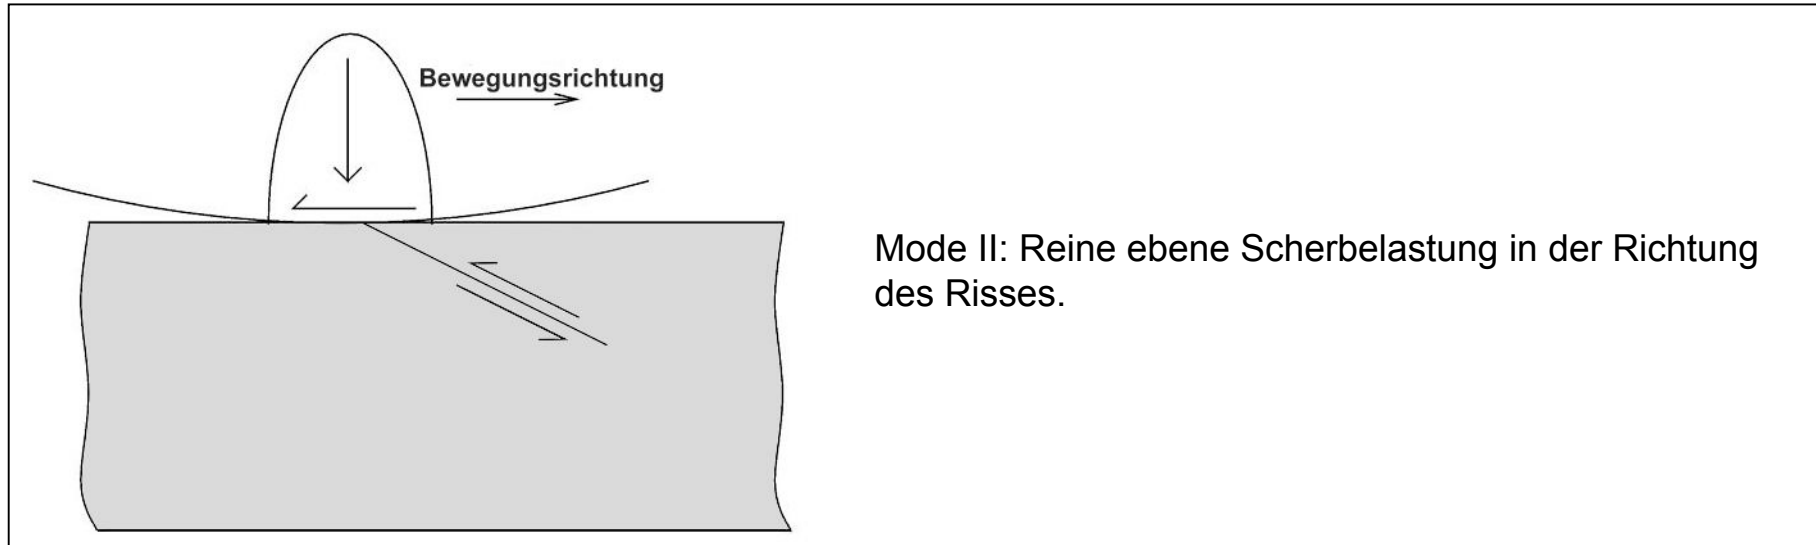 Bewegungsrichtung
Mode II: Reine ebene Scherbelastung in der Richtung
des Risses.